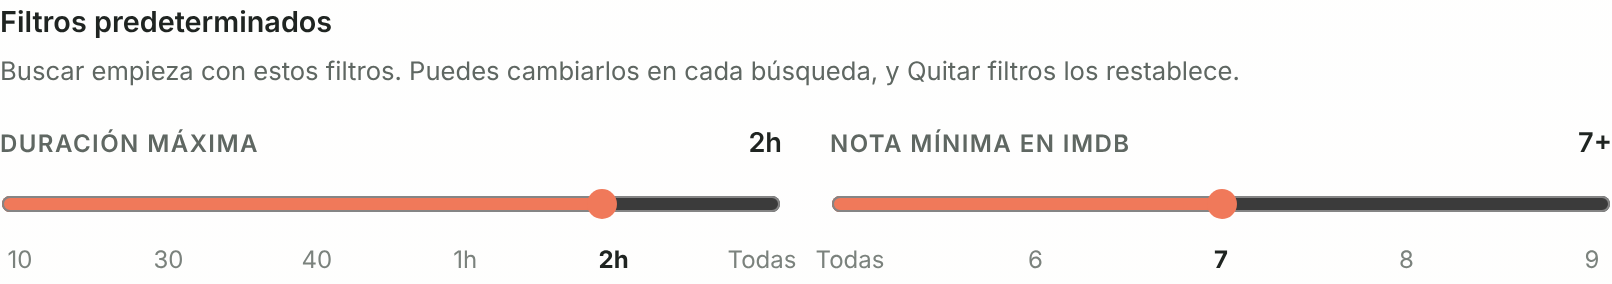 Filtros predeterminados
Buscar empieza con estos filtros. Puedes cambiarlos en cada búsqueda, y Quitar filtros los restablece.
DURACIÓN MÁXIMA 2h
10 30 40 1h 2h Todas
NOTA MÍNIMA EN IMDB 7+
Todas 6 7 8 9